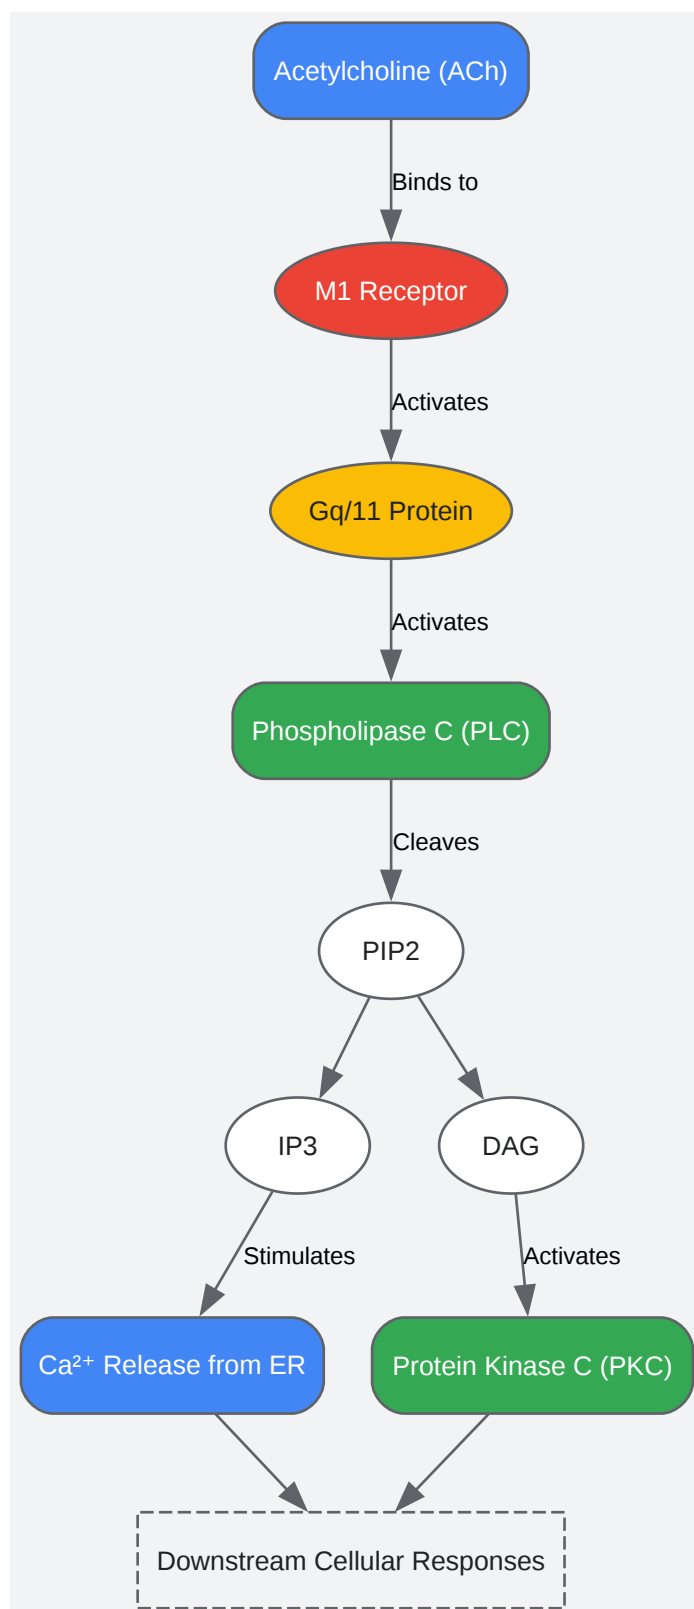 Acetylcholine (ACh)
Binds to
M1 Receptor
Activates
Gq/11 Protein
Activates
Phospholipase C (PLC)
Cleaves
PIP2
IP3
DAG
Stimulates
Activates
Ca²⁺ Release from ER
Protein Kinase C (PKC)
Downstream Cellular Responses